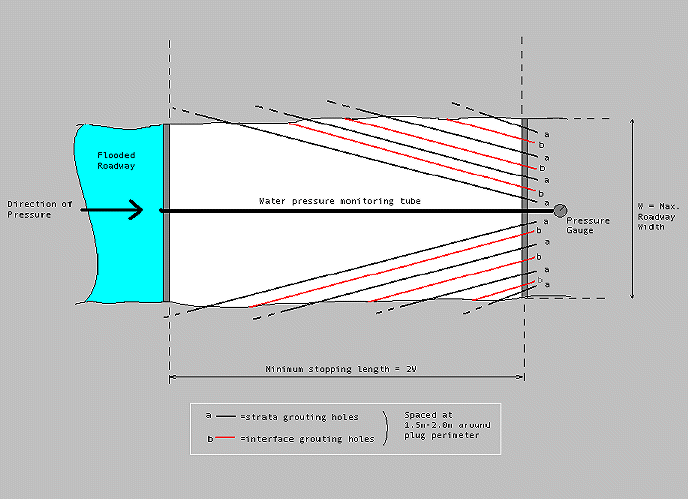 Flooded
Roadway
Direction of
Pressure
Water pressure monitoring tube
Pressure
Gauge
W = Max.
Roadway
Width
a
b
a
b
a
b
a
a
b
a
b
a
b
a
Minimum stopping length = 2W
a =strata grouting holes
b =interface grouting holes
Spaced at
1.5m-2.0m around
plug perimeter